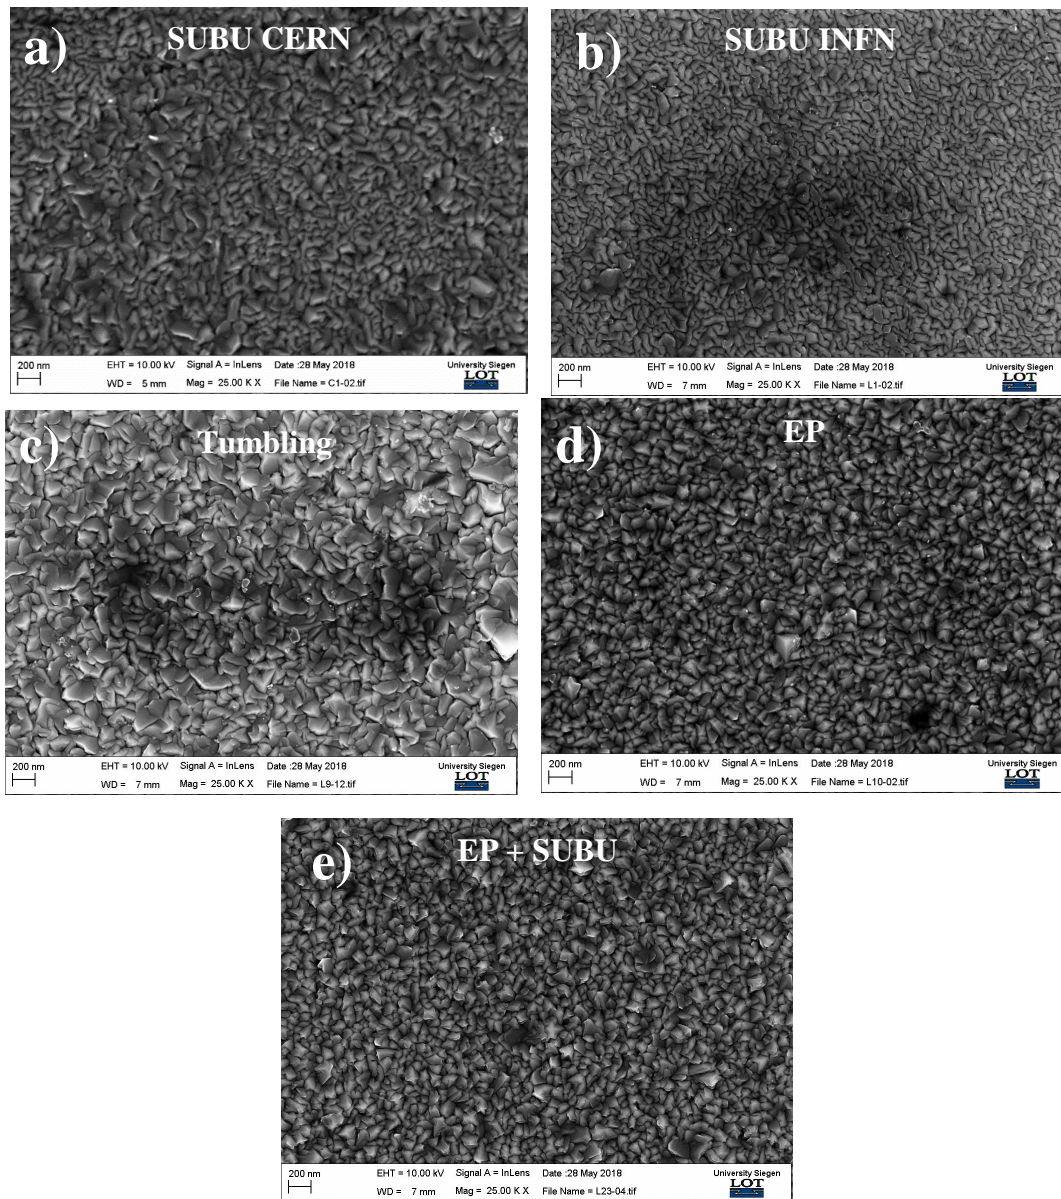 a)
SUBU CERN
200 nm
EHT = 10.00 kV
Signal A = InLens
Date :28 May 2018
University Siegen
WD = 5 mm
Mag = 25.00 K X
File Name = C1-02.tif
LOT
b)
SUBU INFN
200 nm
EHT = 10.00 kV
Signal A = InLens
Date :28 May 2018
University Siegen
WD = 7 mm
Mag = 25.00 K X
File Name = L1-02.tif
LOT
c)
Tumbling
200 nm
EHT = 10.00 kV
Signal A = InLens
Date :28 May 2018
University Siegen
WD = 7 mm
Mag = 25.00 K X
File Name = L9-12.tif
LOT
d)
EP
200 nm
EHT = 10.00 kV
Signal A = InLens
Date :28 May 2018
University Siegen
WD = 7 mm
Mag = 25.00 K X
File Name = L10-02.tif
LOT
e)
EP + SUBU
200 nm
EHT = 10.00 kV
Signal A = InLens
Date :28 May 2018
University Siegen
WD = 7 mm
Mag = 25.00 K X
File Name = L23-04.tif
LOT